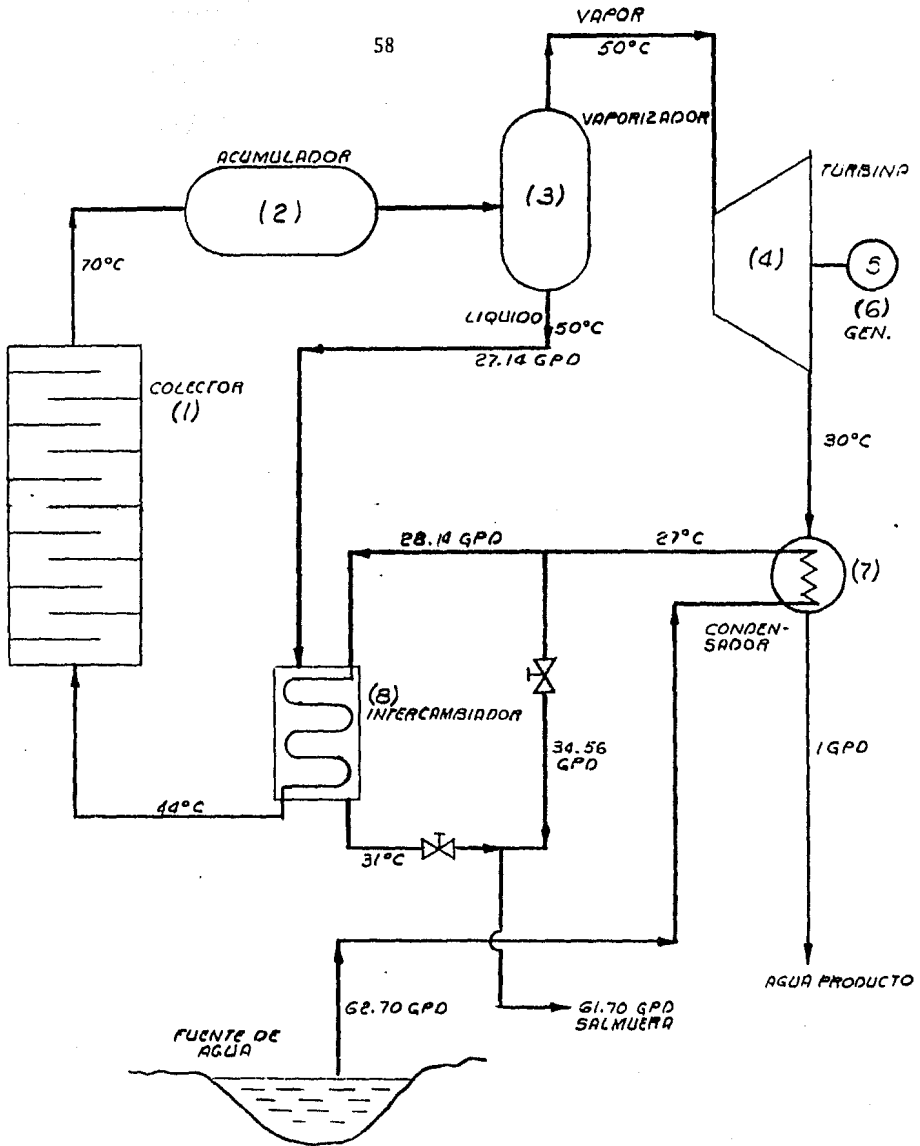 58
VAPOR
50°C
VAPORIZADOR
(3)
ACUMULADOR
(2)
TURBINA
(4)
5
(6)
GEN.
70°C
LIQUIDO
50°C
27.14 GPD
COLECTOR
(1)
30°C
28.14 GPD
27°C
(7)
CONDEN-
SADOR
(8)
INTERCAMBIADOR
34.56
GPD
1 GPD
44°C
31°C
AGUA PRODUCTO
62.70 GPD
61.70 GPD
SALMUERA
FUENTE DE
AGUA